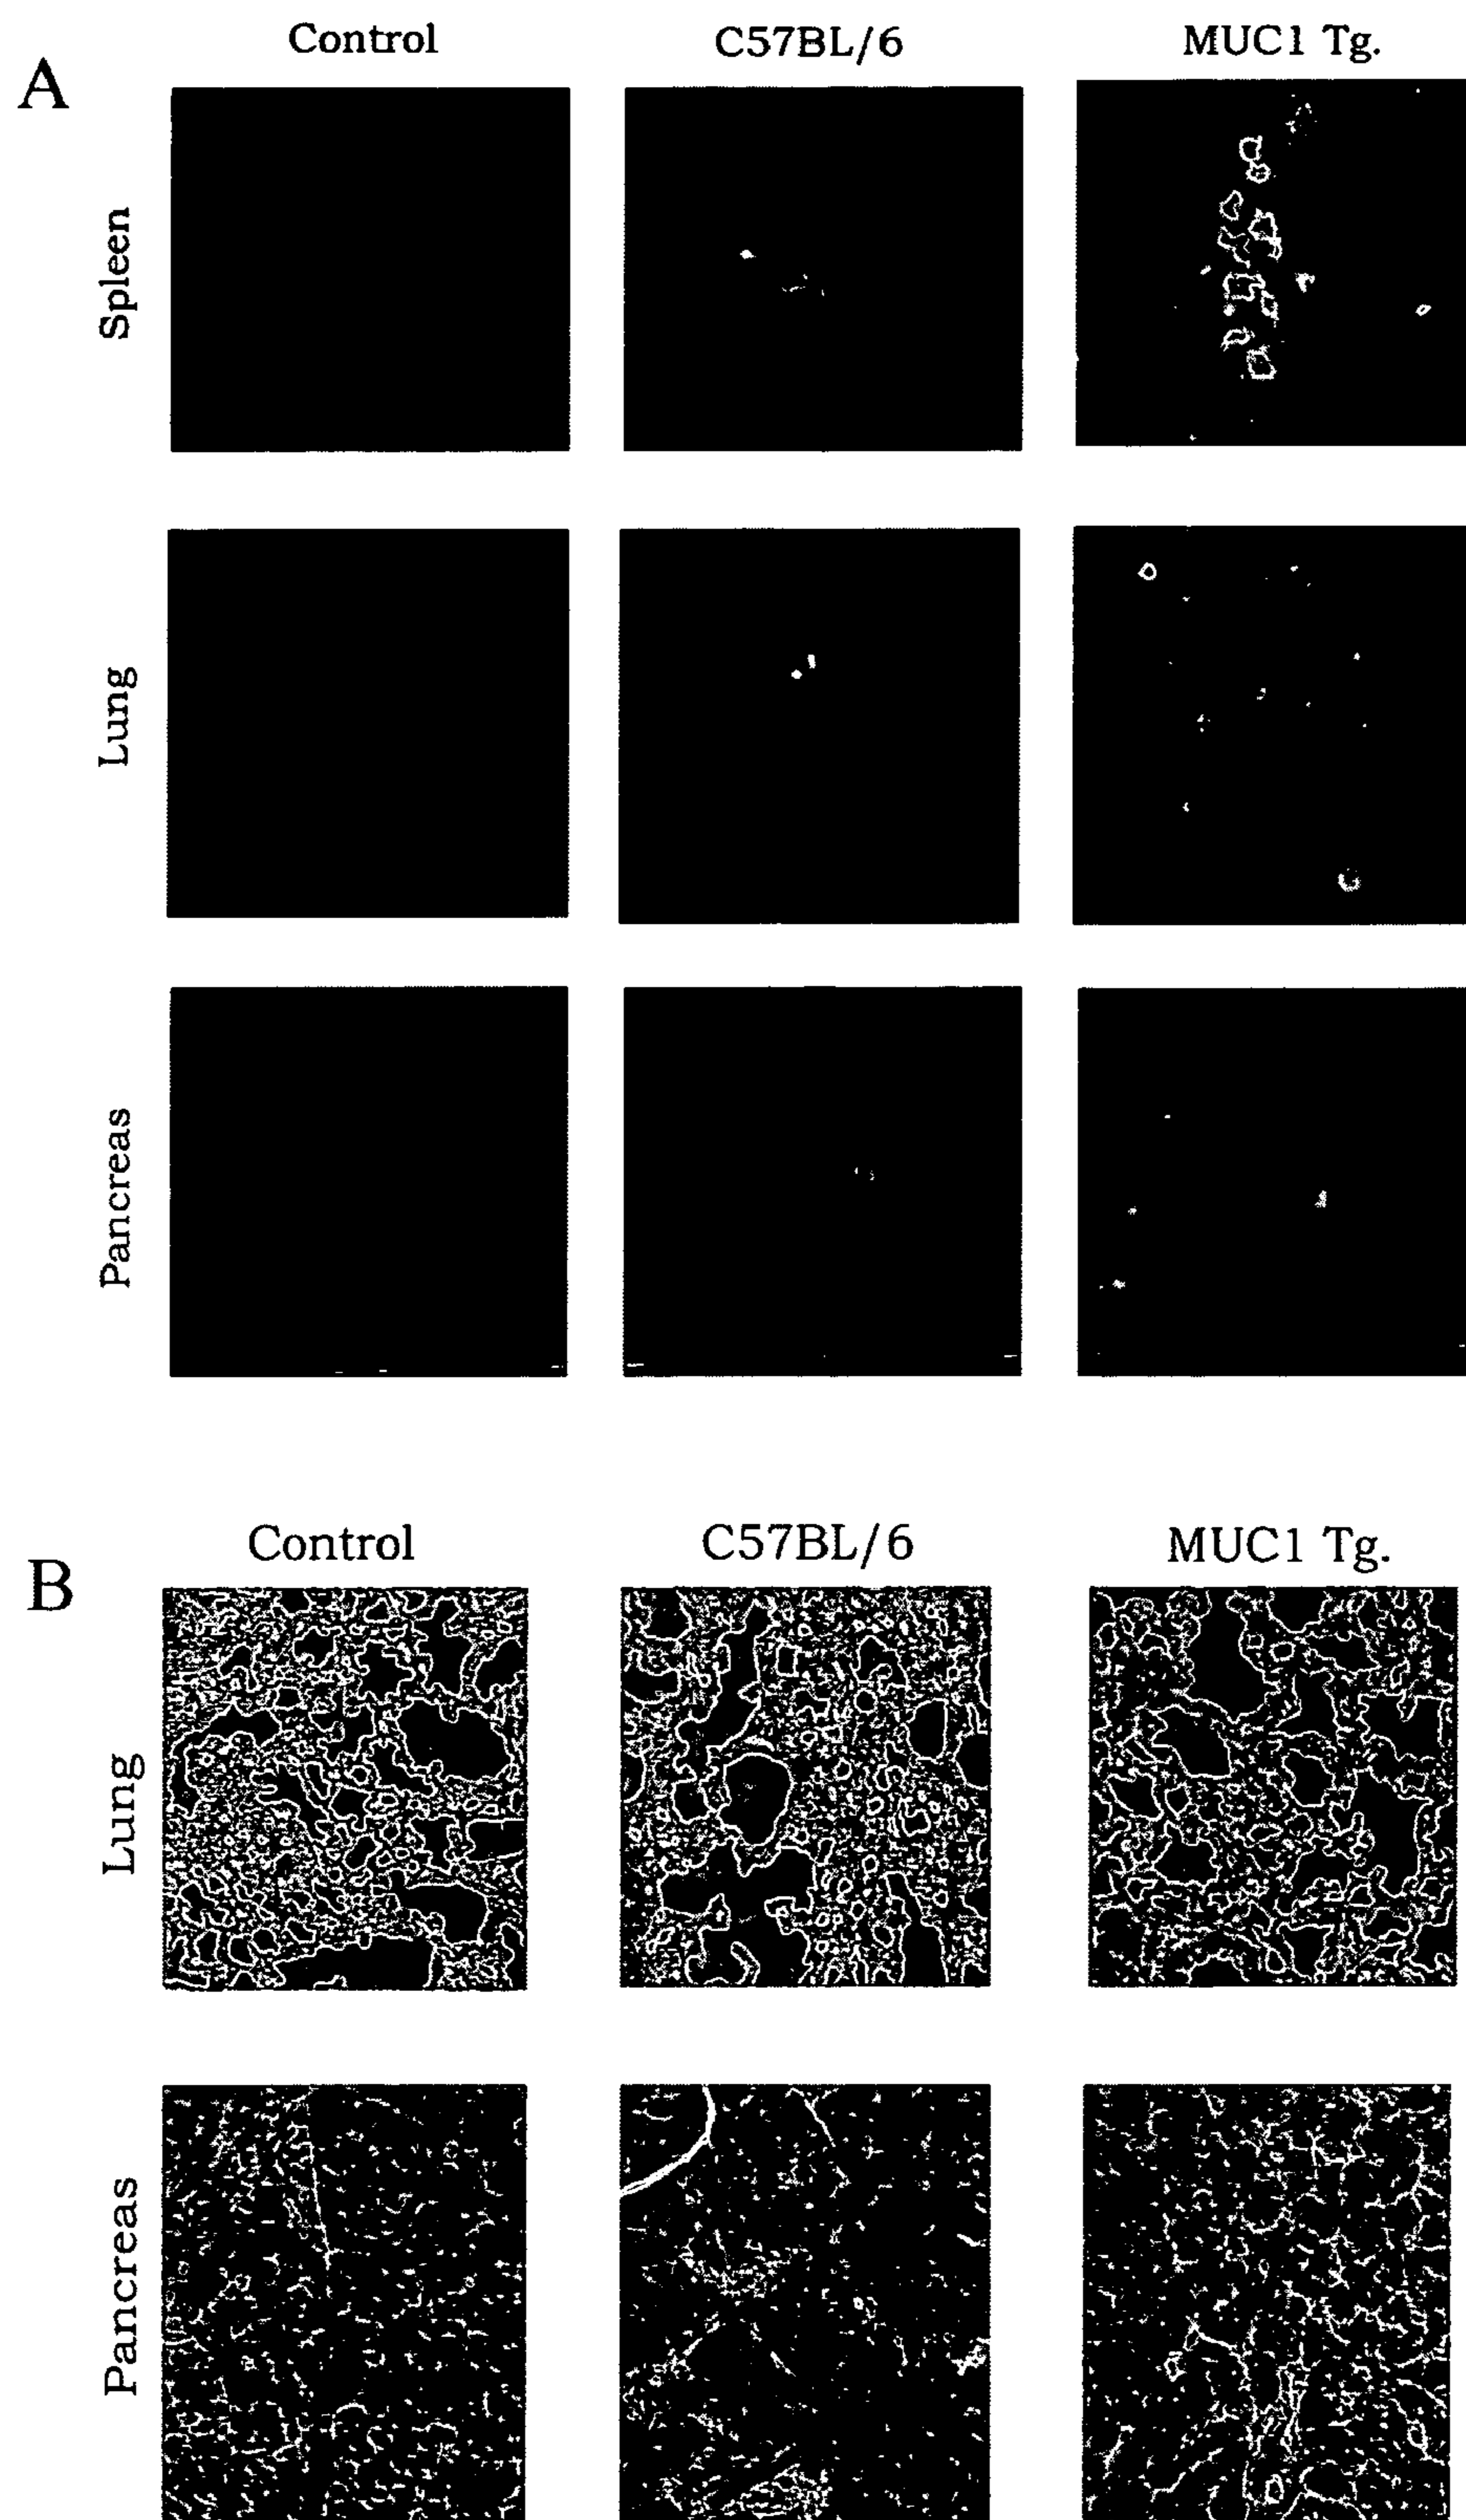 Control C57BL/6 MUC1 Tg.
A
Spleen
Lung
Pancreas
Control C57BL/6 MUC1 Tg.
B
Lung
Pancreas